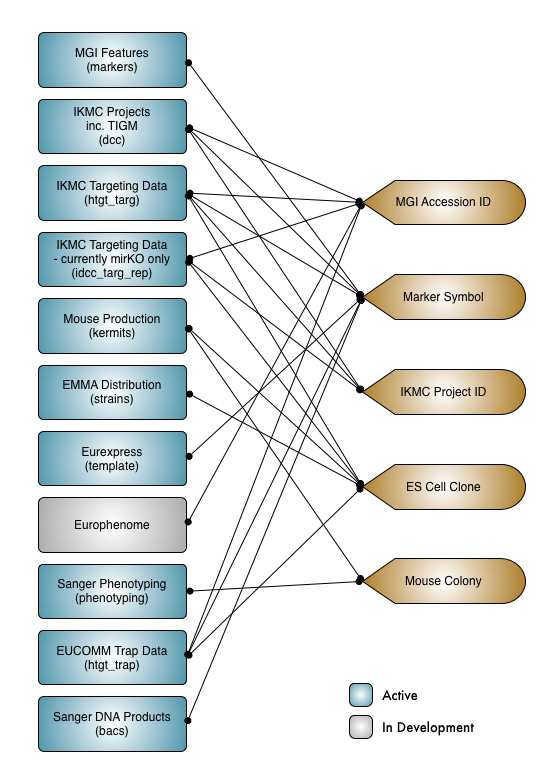 MGI Features
(markers)
IKMC Projects
inc. TIGM
(dcc)
IKMC Targeting Data
(htgt_targ)
IKMC Targeting Data
- currently mirKO only
(idcc_targ_rep)
Mouse Production
(kermits)
EMMA Distribution
(strains)
Eurexpress
(template)
Europhenome
Sanger Phenotyping
(phenotyping)
EUCOMM Trap Data
(htgt_trap)
Sanger DNA Products
(bacs)
MGI Accession ID
Marker Symbol
IKMC Project ID
ES Cell Clone
Mouse Colony
Active
In Development